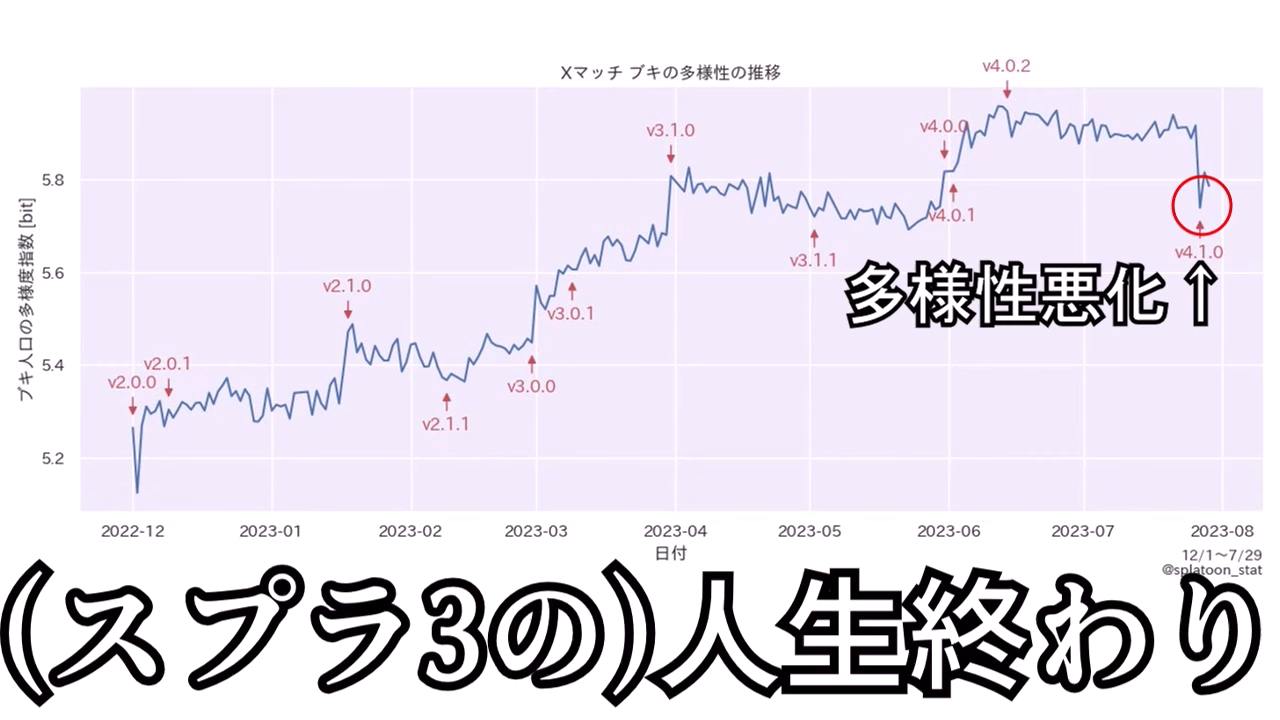 Xマッチ ブキの多様性の推移
v4.0.2
v3.1.0
v4.0.0
5.8
v4.0.1
v3.1.1
v4.1.0
5.6
多様性悪化↑
v2.1.0
v3.0.1
v2.0.1
5.4
v2.0.0
v3.0.0
v2.1.1
5.2
ブキ人口の多様度指数 [bit]
2022-12 2023-01 2023-02 2023-03 2023-04 2023-05 2023-06 2023-07 2023-08
日付
12/1～7/29
@splatoon_stat
(スプラ3の)人生終わり